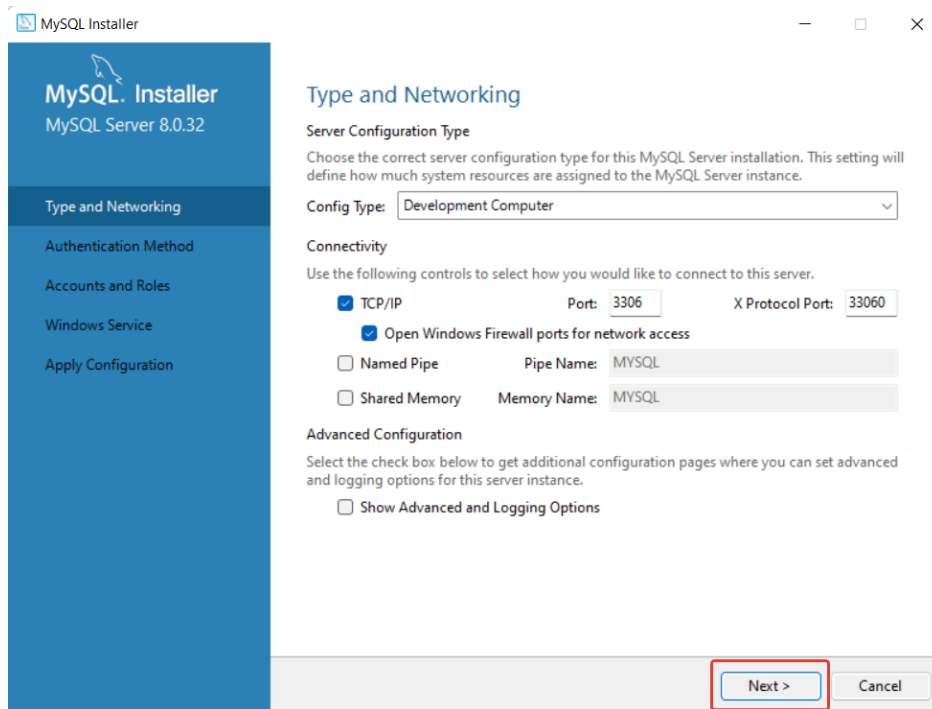 MySQL Installer
MySQL. Installer
MySQL Server 8.0.32
Type and Networking
Authentication Method
Accounts and Roles
Windows Service
Apply Configuration
Type and Networking
Server Configuration Type
Choose the correct server configuration type for this MySQL Server installation. This setting will
define how much system resources are assigned to the MySQL Server instance.
Config Type: Development Computer
Connectivity
Use the following controls to select how you would like to connect to this server.
TCP/IP Port: 3306 X Protocol Port: 33060
Open Windows Firewall ports for network access
Named Pipe Pipe Name: MYSQL
Shared Memory Memory Name: MYSQL
Advanced Configuration
Select the check box below to get additional configuration pages where you can set advanced
and logging options for this server instance.
Show Advanced and Logging Options
Next > Cancel